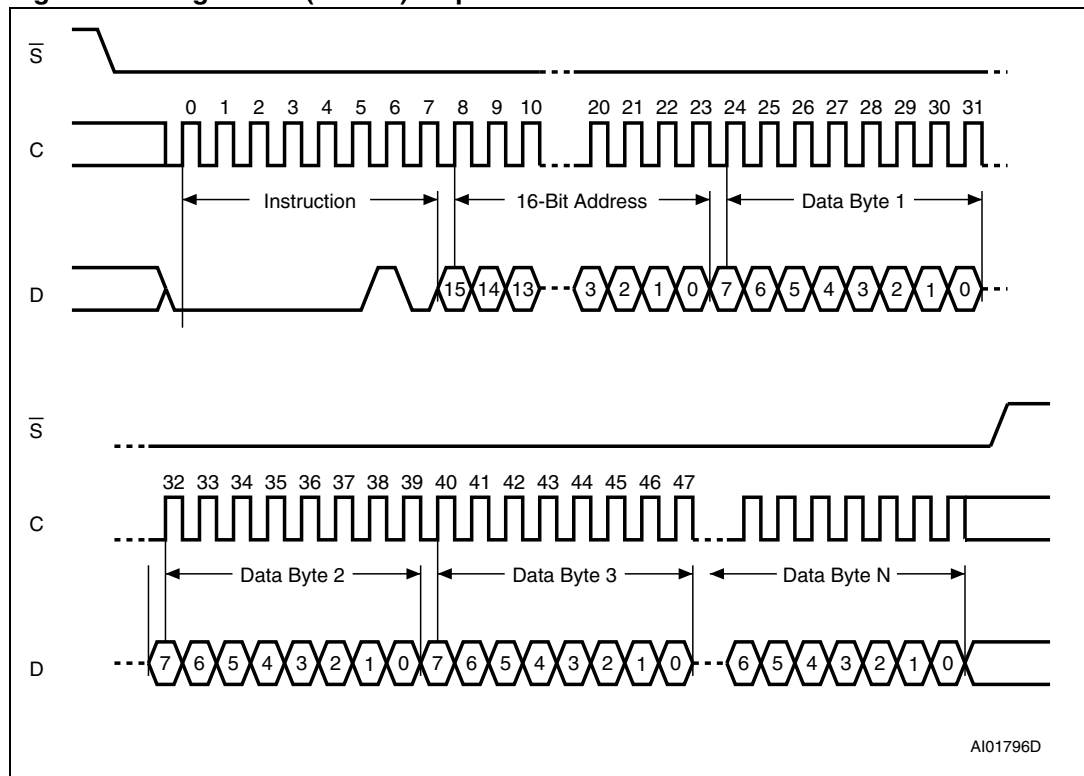 S
0 1 2 3 4 5 6 7 8 9 10 20 21 22 23 24 25 26 27 28 29 30 31
C
Instruction 16-Bit Address Data Byte 1
D
15 14 13 3 2 1 0 7 6 5 4 3 2 1 0
S
32 33 34 35 36 37 38 39 40 41 42 43 44 45 46 47
C
Data Byte 2 Data Byte 3 Data Byte N
D
7 6 5 4 3 2 1 0 7 6 5 4 3 2 1 0 6 5 4 3 2 1 0
AI01796D